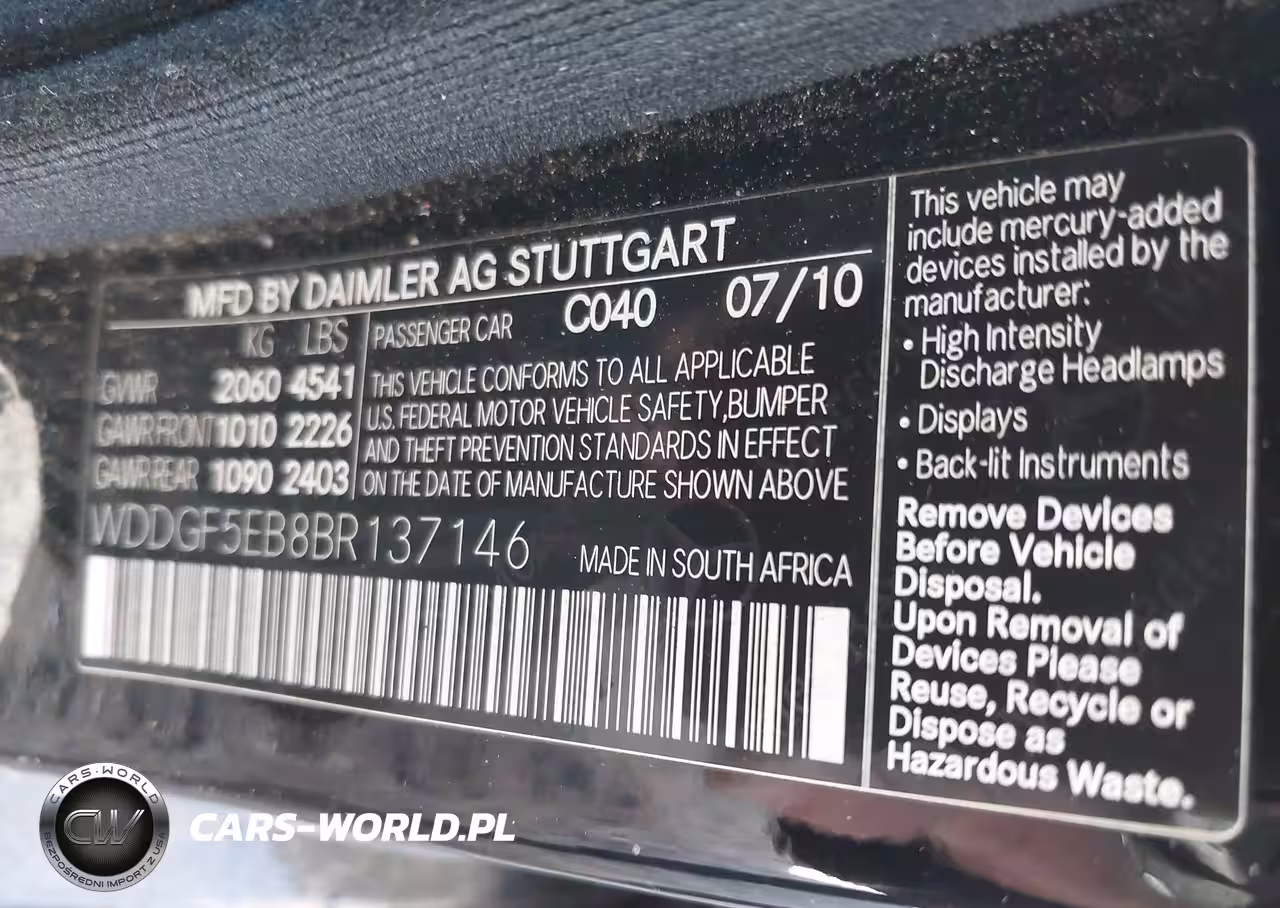 MFD BY DAIMLER AG STUTTGART
KG LBS
GVWR 2060 4541
GAWR FRONT 1010 2226
GAWR REAR 1090 2403
PASSENGER CAR C040 07/10
THIS VEHICLE CONFORMS TO ALL APPLICABLE
U.S. FEDERAL MOTOR VEHICLE SAFETY,BUMPER
AND THEFT PREVENTION STANDARDS IN EFFECT
ON THE DATE OF MANUFACTURE SHOWN ABOVE
WDDGF5EB8BR137146
MADE IN SOUTH AFRICA
This vehicle may
include mercury-added
devices installed by the
manufacturer:
• High Intensity
Discharge Headlamps
• Displays
• Back-lit Instruments
Remove Devices
Before Vehicle
Disposal.
Upon Removal of
Devices Please
Reuse, Recycle or
Dispose as
Hazardous Waste.
CARS-WORLD
CW
BEZPOŚREDNI IMPORT Z USA
CARS-WORLD.PL